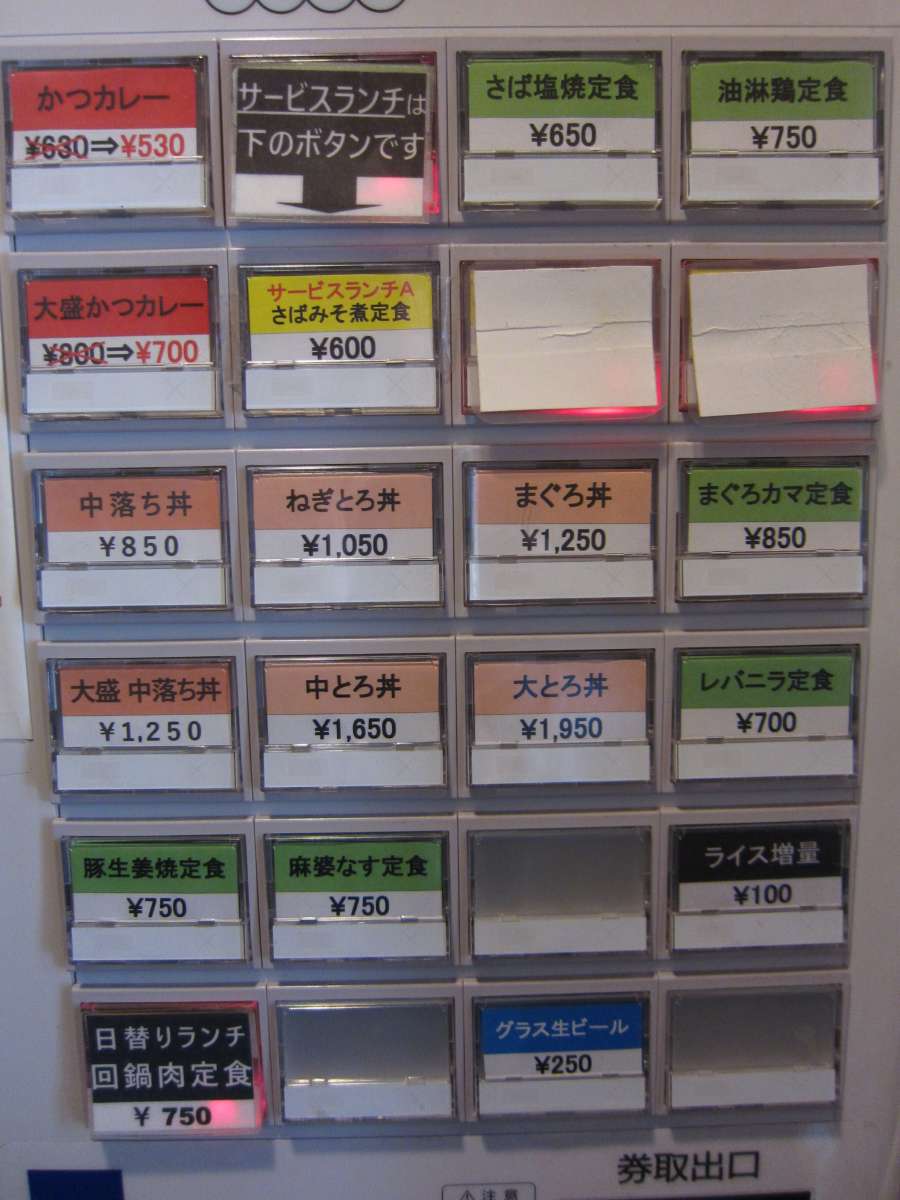 かつカレー
¥630⇒¥530
サービスランチは
下のボタンです
さば塩焼定食
¥650
油淋鶏定食
¥750
大盛かつカレー
¥800⇒¥700
サービスランチA
さばみそ煮定食
¥600
中落ち丼
¥850
ねぎとろ丼
¥1,050
まぐろ丼
¥1,250
まぐろカマ定食
¥850
大盛 中落ち丼
¥1,250
中とろ丼
¥1,650
大とろ丼
¥1,950
レバニラ定食
¥700
豚生姜焼定食
¥750
麻婆なす定食
¥750
ライス増量
¥100
日替りランチ
回鍋肉定食
¥ 750
グラス生ビール
¥250
券取出口
注意